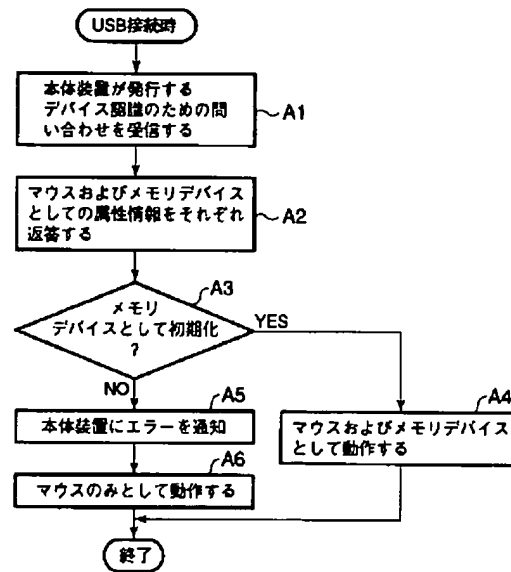 USB接続時
本体装置が発行する
デバイス認識のための問
い合わせを受信する
A1
マウスおよびメモリデバイス
としての属性情報をそれぞれ
返答する
A2
A3
メモリ
デバイスとして初期化
?
YES
NO
A5
本体装置にエラーを通知
A4
マウスおよびメモリデバイス
として動作する
A6
マウスのみとして動作する
終了